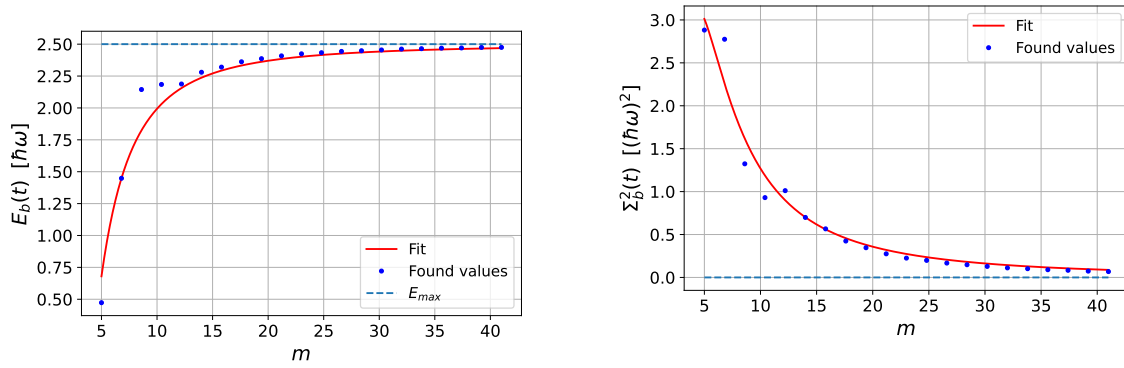 2.50
2.25
2.00
1.75
1.50
1.25
1.00
0.75
0.50
E_b(t) [ħω]
5 10 15 20 25 30 35 40
m
Fit
Found values
E_max
3.0
2.5
2.0
1.5
1.0
0.5
0.0
Σ_b^2(t) [(ħω)^2]
5 10 15 20 25 30 35 40
m
Fit
Found values